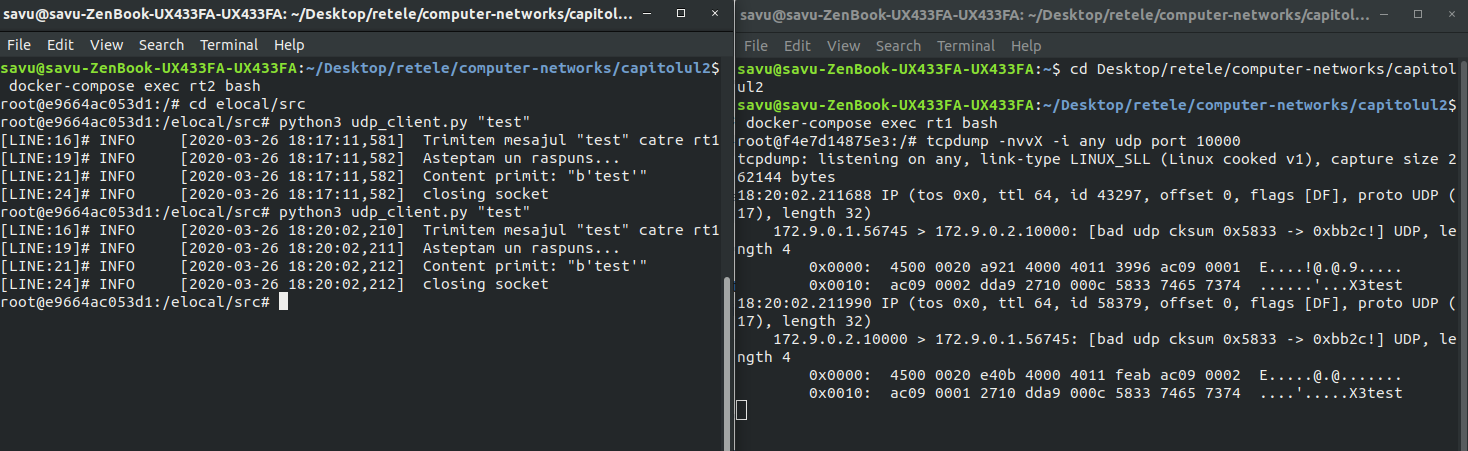 savu@savu-ZenBook-UX433FA-UX433FA: ~/Desktop/retele/computer-networks/capitol...
File Edit View Search Terminal Help
savu@savu-ZenBook-UX433FA-UX433FA:~/Desktop/retele/computer-networks/capitolul2$
 docker-compose exec rt2 bash
root@e9664ac053d1:/# cd elocal/src
root@e9664ac053d1:/elocal/src# python3 udp_client.py "test"
[LINE:16]# INFO     [2020-03-26 18:17:11,581]  Trimitem mesajul "test" catre rt1
[LINE:19]# INFO     [2020-03-26 18:17:11,582]  Asteptam un raspuns...
[LINE:21]# INFO     [2020-03-26 18:17:11,582]  Content primit: "b'test'"
[LINE:24]# INFO     [2020-03-26 18:17:11,582]  closing socket
root@e9664ac053d1:/elocal/src# python3 udp_client.py "test"
[LINE:16]# INFO     [2020-03-26 18:20:02,210]  Trimitem mesajul "test" catre rt1
[LINE:19]# INFO     [2020-03-26 18:20:02,211]  Asteptam un raspuns...
[LINE:21]# INFO     [2020-03-26 18:20:02,212]  Content primit: "b'test'"
[LINE:24]# INFO     [2020-03-26 18:20:02,212]  closing socket
root@e9664ac053d1:/elocal/src#
savu@savu-ZenBook-UX433FA-UX433FA: ~/Desktop/retele/computer-networks/capitol...
File Edit View Search Terminal Help
savu@savu-ZenBook-UX433FA-UX433FA:~$ cd Desktop/retele/computer-networks/capitol
ul2
savu@savu-ZenBook-UX433FA-UX433FA:~/Desktop/retele/computer-networks/capitolul2$
 docker-compose exec rt1 bash
root@f4e7d14875e3:/# tcpdump -nvvX -i any udp port 10000
tcpdump: listening on any, link-type LINUX_SLL (Linux cooked v1), capture size 2
62144 bytes
18:20:02.211688 IP (tos 0x0, ttl 64, id 43297, offset 0, flags [DF], proto UDP (
17), length 32)
    172.9.0.1.56745 > 172.9.0.2.10000: [bad udp cksum 0x5833 -> 0xbb2c!] UDP, le
ngth 4
        0x0000:  4500 0020 a921 4000 4011 3996 ac09 0001  E....!@.@.9.....
        0x0010:  ac09 0002 dda9 2710 000c 5833 7465 7374  ......'...X3test
18:20:02.211990 IP (tos 0x0, ttl 64, id 58379, offset 0, flags [DF], proto UDP (
17), length 32)
    172.9.0.2.10000 > 172.9.0.1.56745: [bad udp cksum 0x5833 -> 0xbb2c!] UDP, le
ngth 4
        0x0000:  4500 0020 e40b 4000 4011 feab ac09 0002  E.....@.@.......
        0x0010:  ac09 0001 2710 dda9 000c 5833 7465 7374  ....'.....X3test